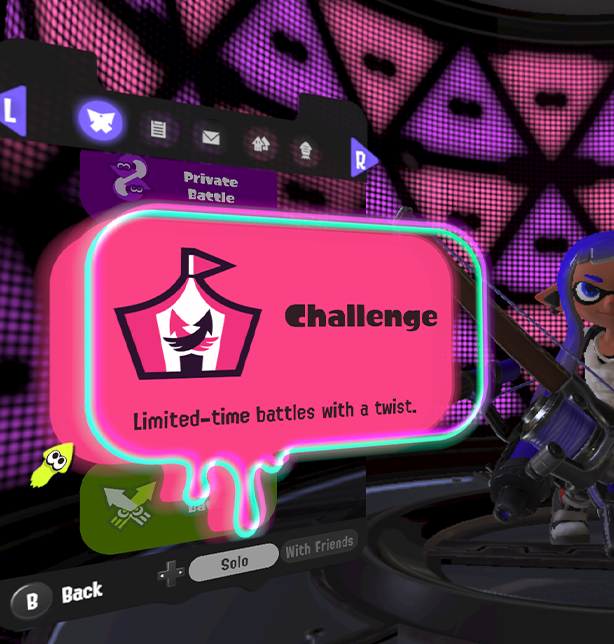 L
R
Private
Battle
Challenge
Limited-time battles with a twist.
Solo
With Friends
B
Back